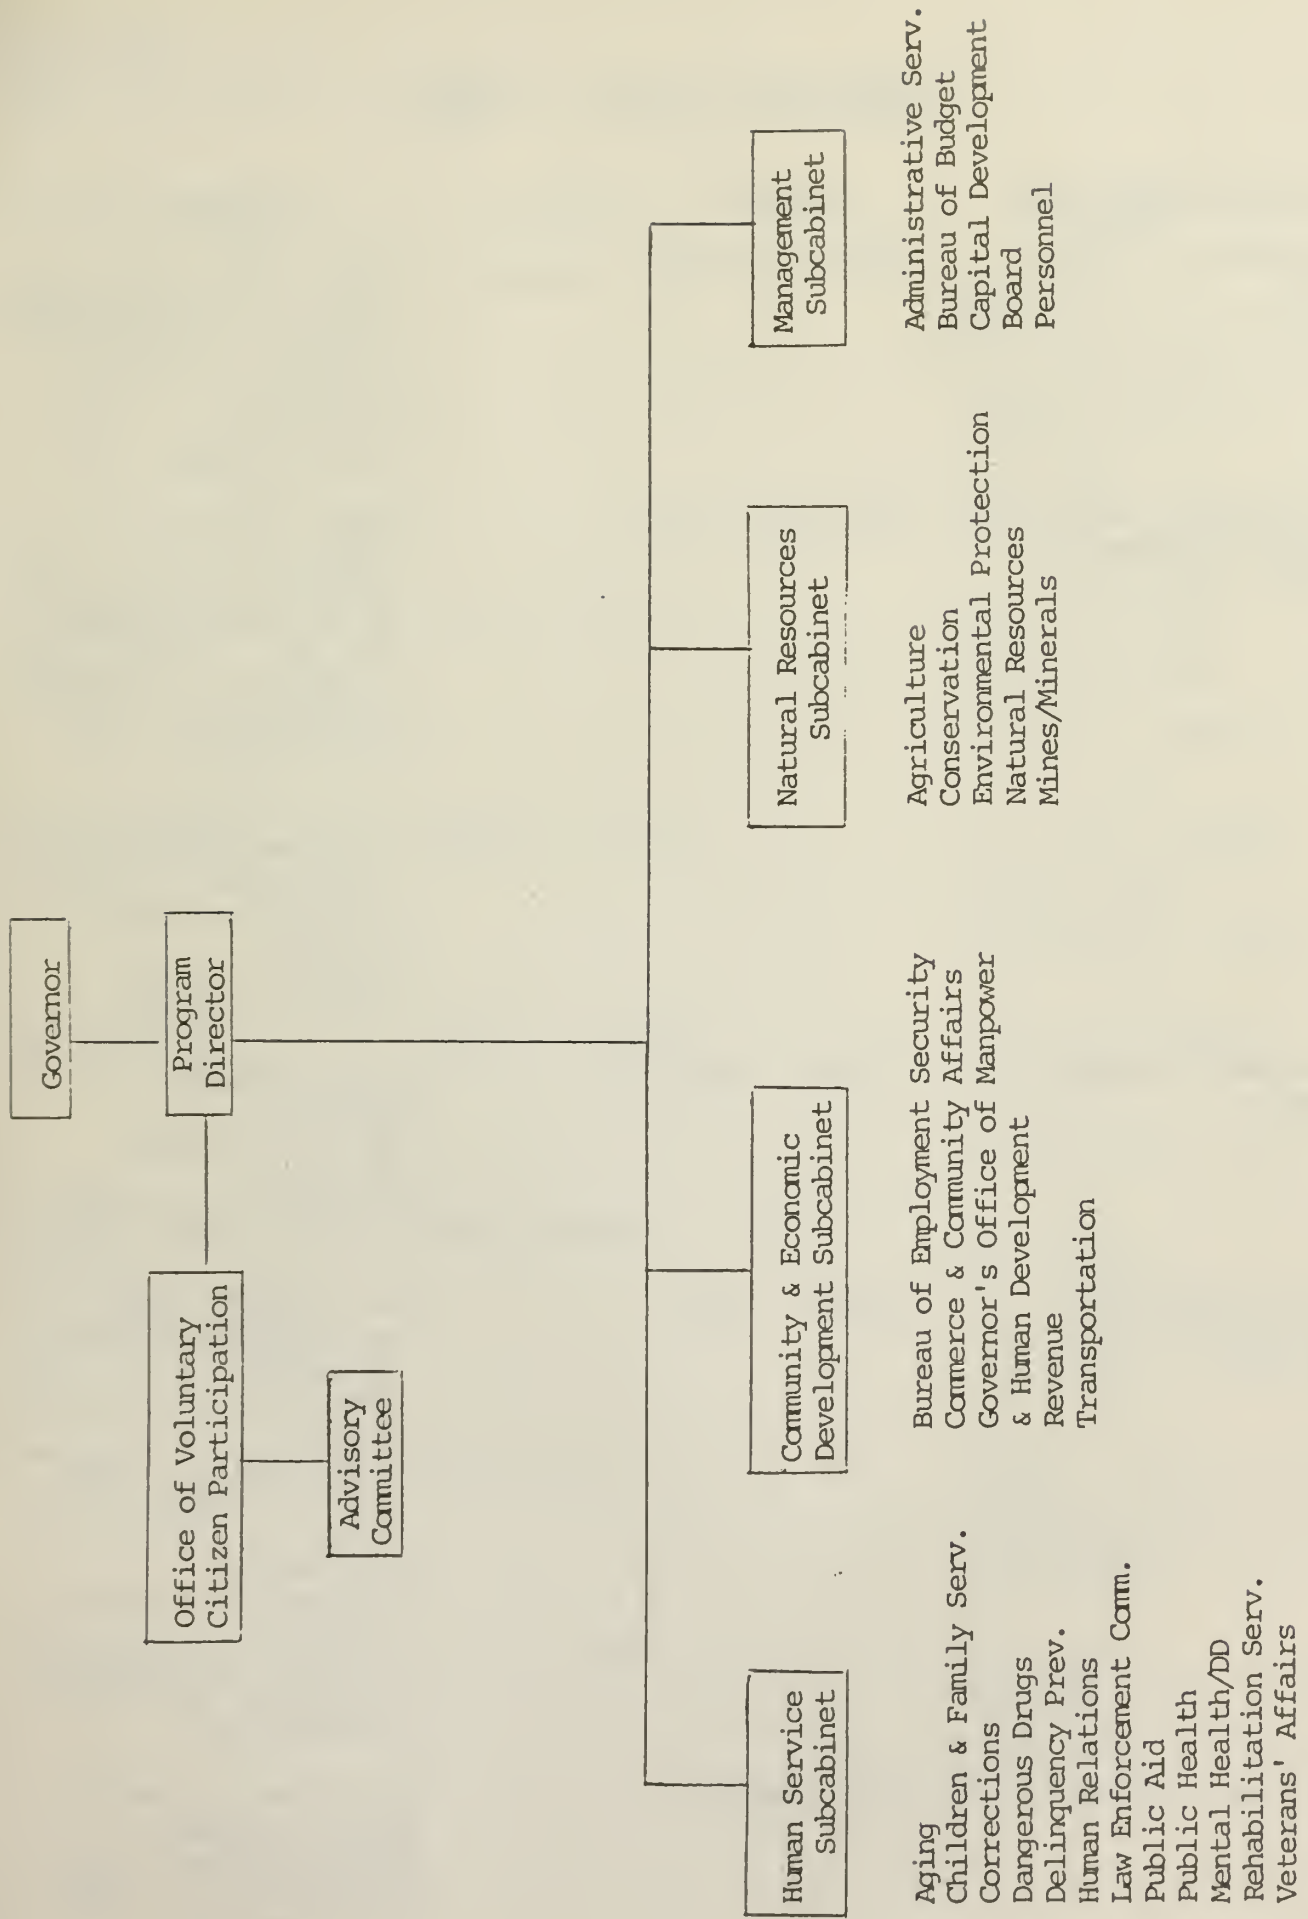 Governor
Program
Director
Office of Voluntary
Citizen Participation
Advisory
Committee
Human Service
Subcabinet
Aging
Children & Family Serv.
Corrections
Dangerous Drugs
Delinquency Prev.
Human Relations
Law Enforcement Comm.
Public Aid
Public Health
Mental Health/DD
Rehabilitation Serv.
Veterans' Affairs
Community & Economic
Development Subcabinet
Bureau of Employment Security
Commerce & Community Affairs
Governor's Office of Manpower
& Human Development
Revenue
Transportation
Natural Resources
Subcabinet
Agriculture
Conservation
Environmental Protection
Natural Resources
Mines/Minerals
Management
Subcabinet
Administrative Serv.
Bureau of Budget
Capital Development
Board
Personnel